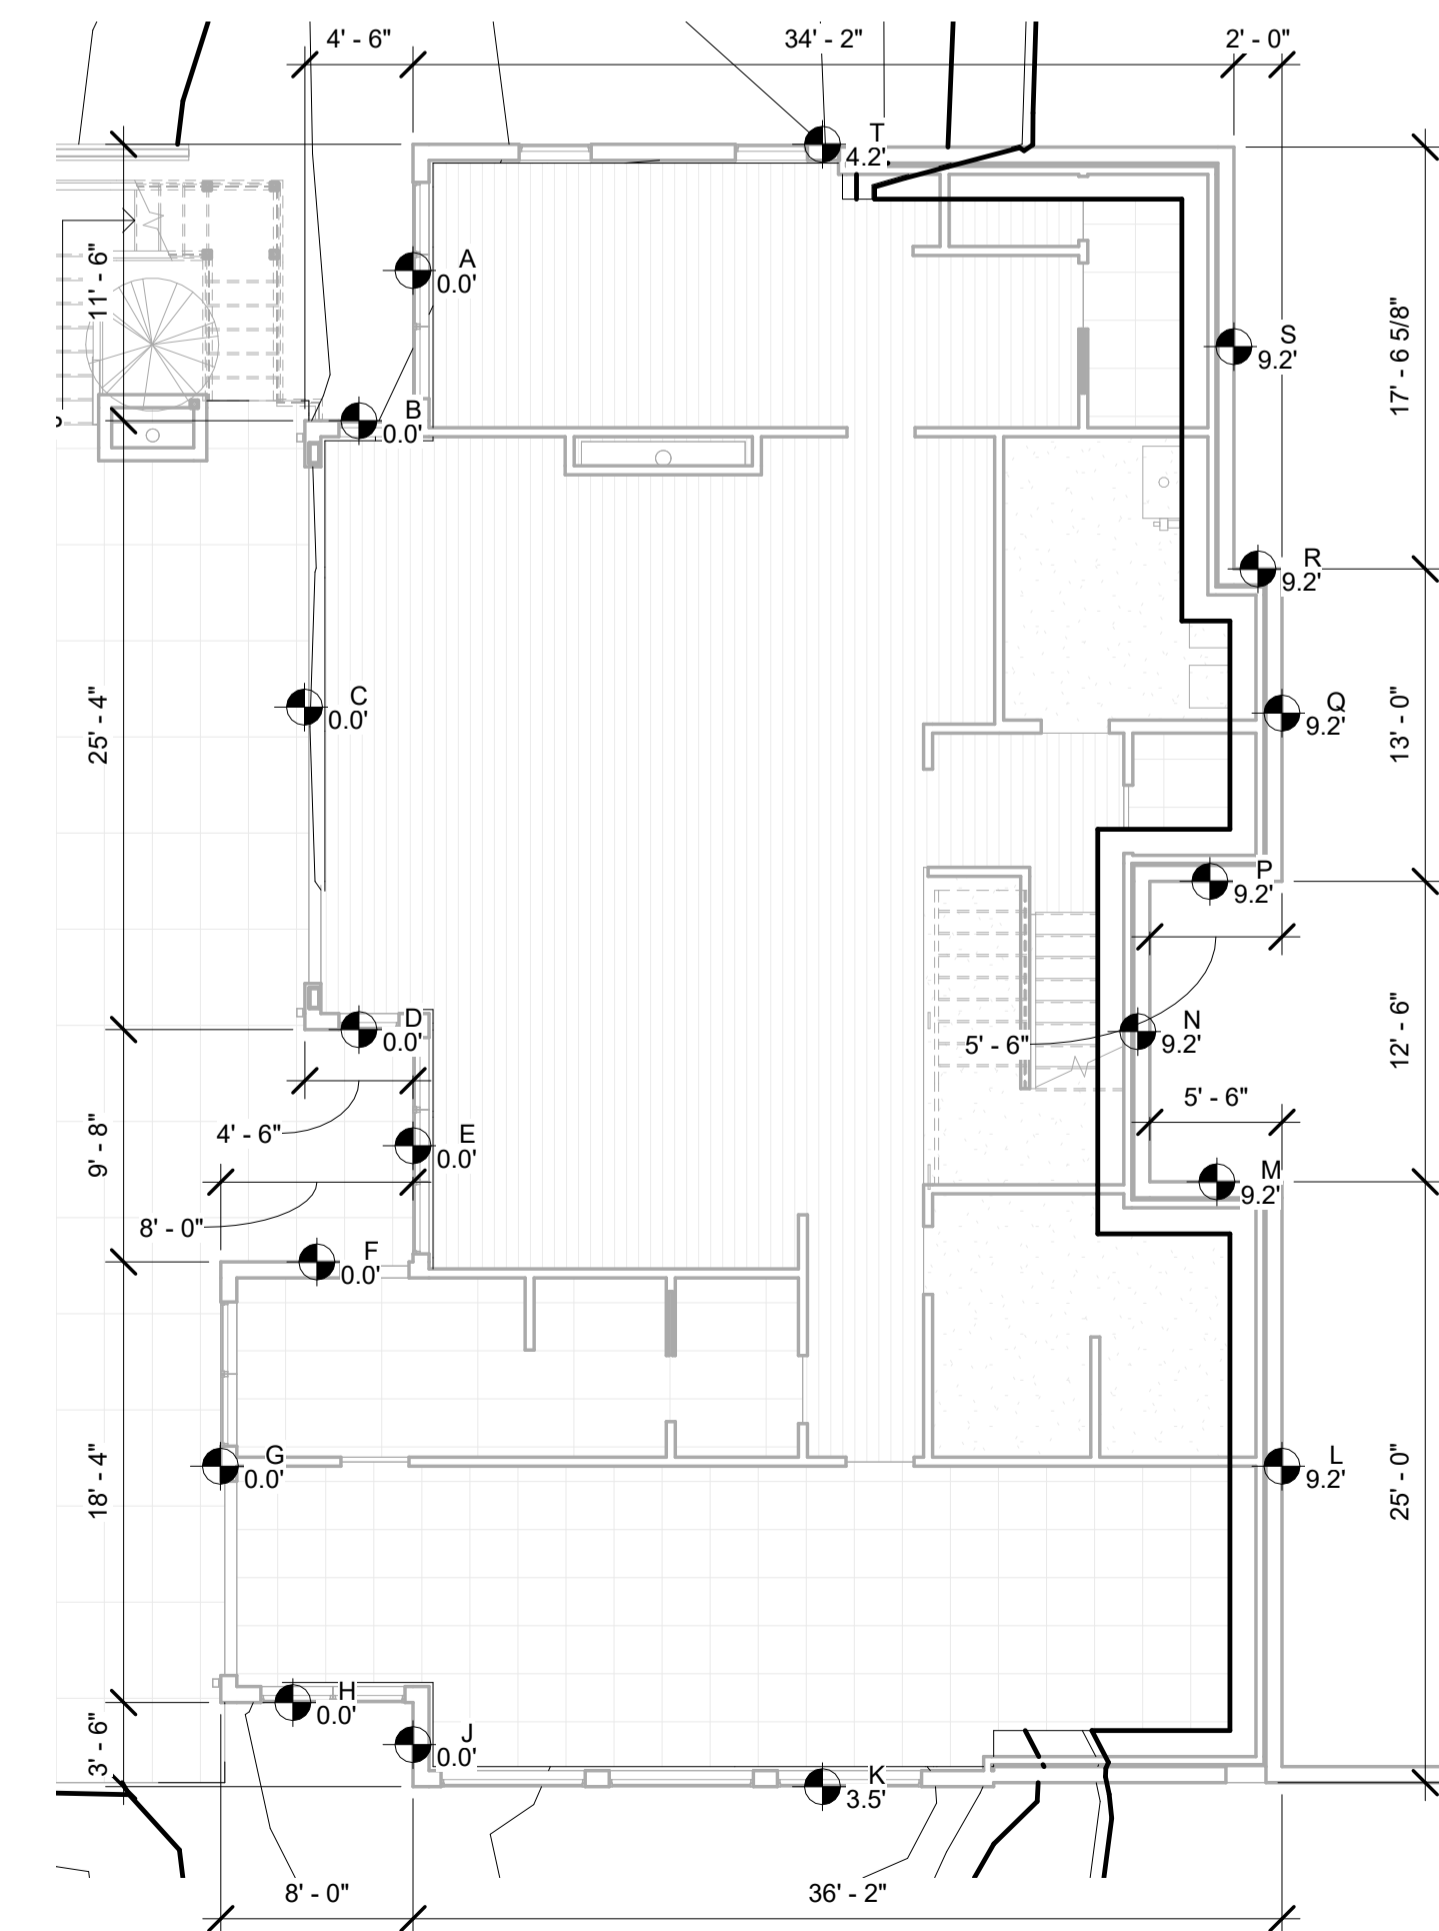 4' - 6"
34' - 2"
2' - 0"
T
4.2'
A
0.0'
11' - 6"
S
9.2'
17' - 6 5/8"
B
0.0'
R
9.2'
C
0.0'
25' - 4"
Q
9.2'
13' - 0"
P
9.2'
D
0.0'
N
9.2'
5' - 6"
12' - 6"
5' - 6"
4' - 6"
E
0.0'
9' - 8"
M
9.2'
8' - 0"
F
0.0'
G
0.0'
18' - 4"
L
9.2'
25' - 0"
H
0.0'
J
0.0'
3' - 6"
K
3.5'
8' - 0"
36' - 2"